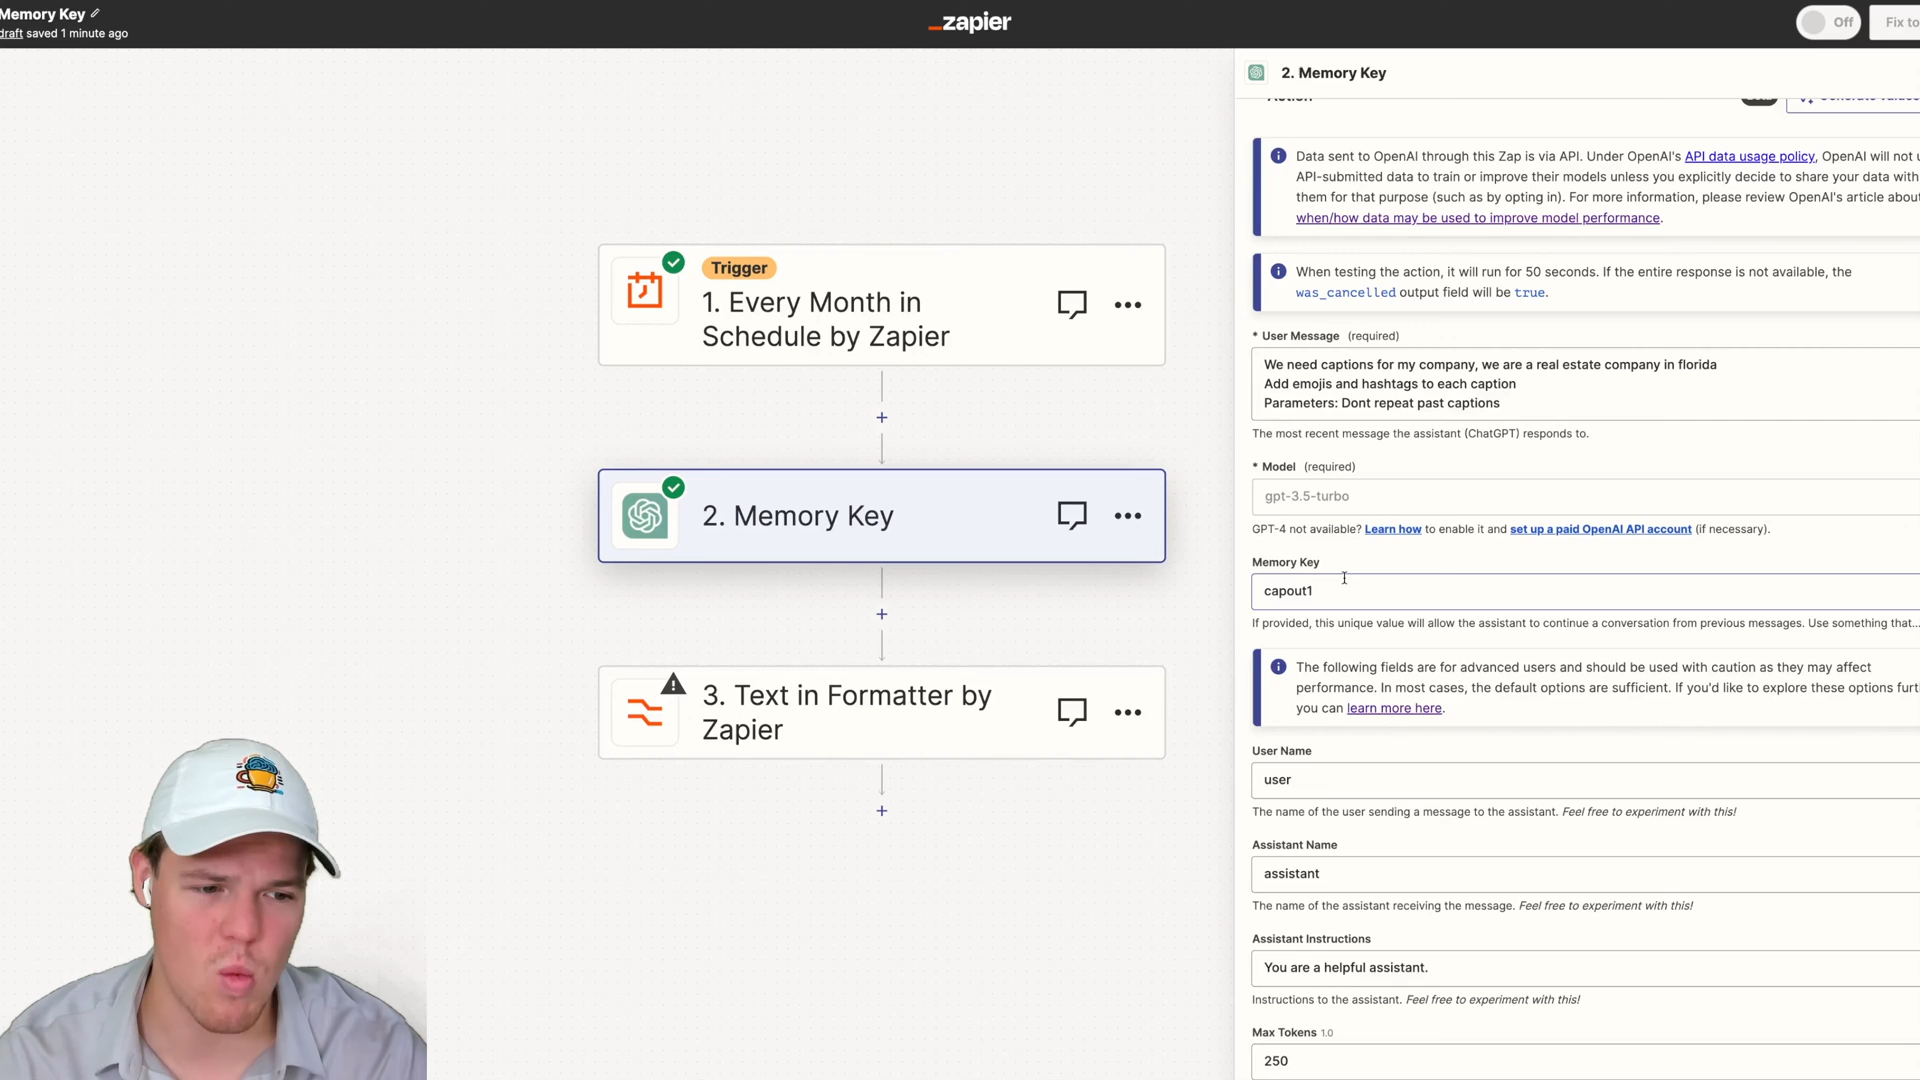 Memory Key
draft saved 1 minute ago
zapier
Off
Fix to
2. Memory Key
Action
Data sent to OpenAI through this Zap is via API. Under OpenAI's API data usage policy, OpenAI will not u
API-submitted data to train or improve their models unless you explicitly decide to share your data with
them for that purpose (such as by opting in). For more information, please review OpenAI's article about
when/how data may be used to improve model performance.
When testing the action, it will run for 50 seconds. If the entire response is not available, the
was_cancelled output field will be true.
* User Message (required)
We need captions for my company, we are a real estate company in florida
Add emojis and hashtags to each caption
Parameters: Dont repeat past captions
The most recent message the assistant (ChatGPT) responds to.
* Model (required)
gpt-3.5-turbo
GPT-4 not available? Learn how to enable it and set up a paid OpenAI API account (if necessary).
Memory Key
capout1
If provided, this unique value will allow the assistant to continue a conversation from previous messages. Use something that...
The following fields are for advanced users and should be used with caution as they may affect
performance. In most cases, the default options are sufficient. If you'd like to explore these options furt
you can learn more here.
User Name
user
The name of the user sending a message to the assistant. Feel free to experiment with this!
Assistant Name
assistant
The name of the assistant receiving the message. Feel free to experiment with this!
Assistant Instructions
You are a helpful assistant.
Instructions to the assistant. Feel free to experiment with this!
Max Tokens 1.0
250
Trigger
1. Every Month in
Schedule by Zapier
2. Memory Key
3. Text in Formatter by
Zapier